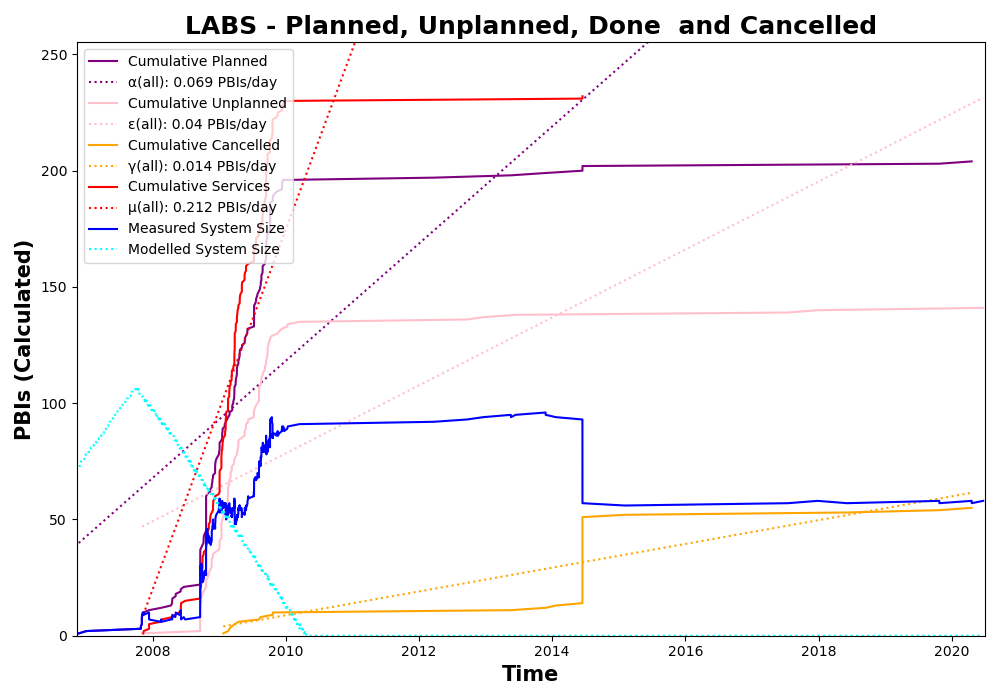 LABS - Planned, Unplanned, Done  and Cancelled
PBIs (Calculated)
250
200
150
100
50
0
Cumulative Planned
α(all): 0.069 PBIs/day
Cumulative Unplanned
ε(all): 0.04 PBIs/day
Cumulative Cancelled
γ(all): 0.014 PBIs/day
Cumulative Services
μ(all): 0.212 PBIs/day
Measured System Size
Modelled System Size
2008 2010 2012 2014 2016 2018 2020
Time